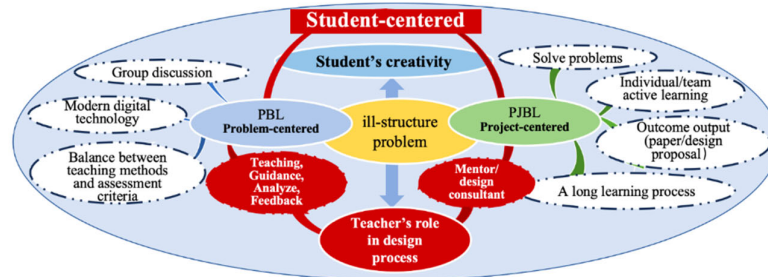 Student-centered
Student's creativity
Group discussion
Modern digital
technology
Balance between
teaching methods
and assessment
criteria
PBL
Problem-centered
ill-structure
problem
PJBL
Project-centered
Solve problems
Individual/team
active learning
Outcome output
(paper/design
proposal)
A long learning process
Teaching,
Guidance,
Analyze,
Feedback
Mentor/
design
consultant
Teacher's role
in design
process